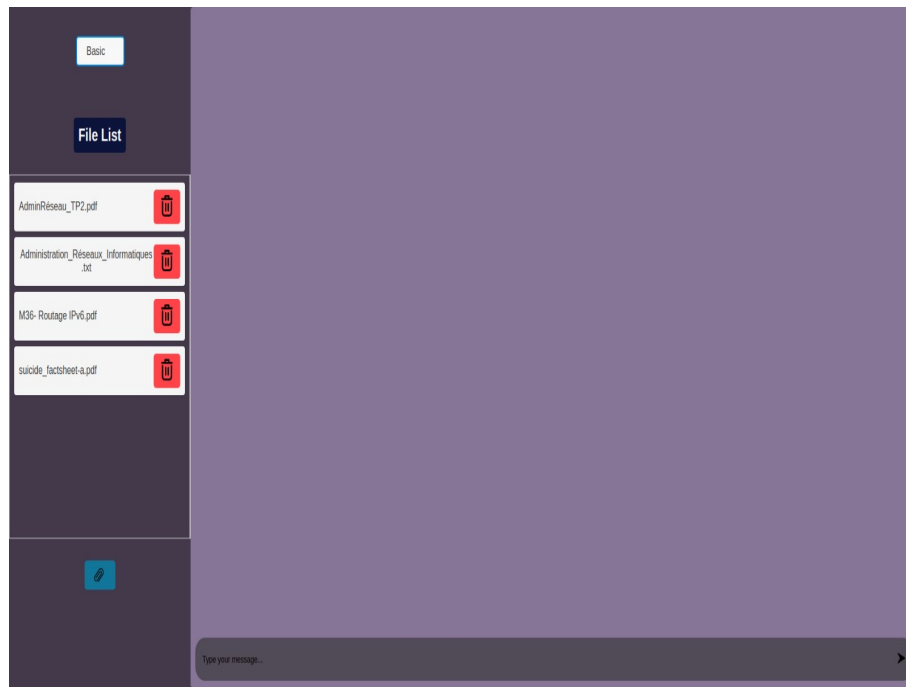 Basic
File List
AdminRéseau_TP2.pdf
Administration_Réseaux_Informatiques
.txt
M36- Routage IPv6.pdf
suicide_factsheet-a.pdf
Type your message...